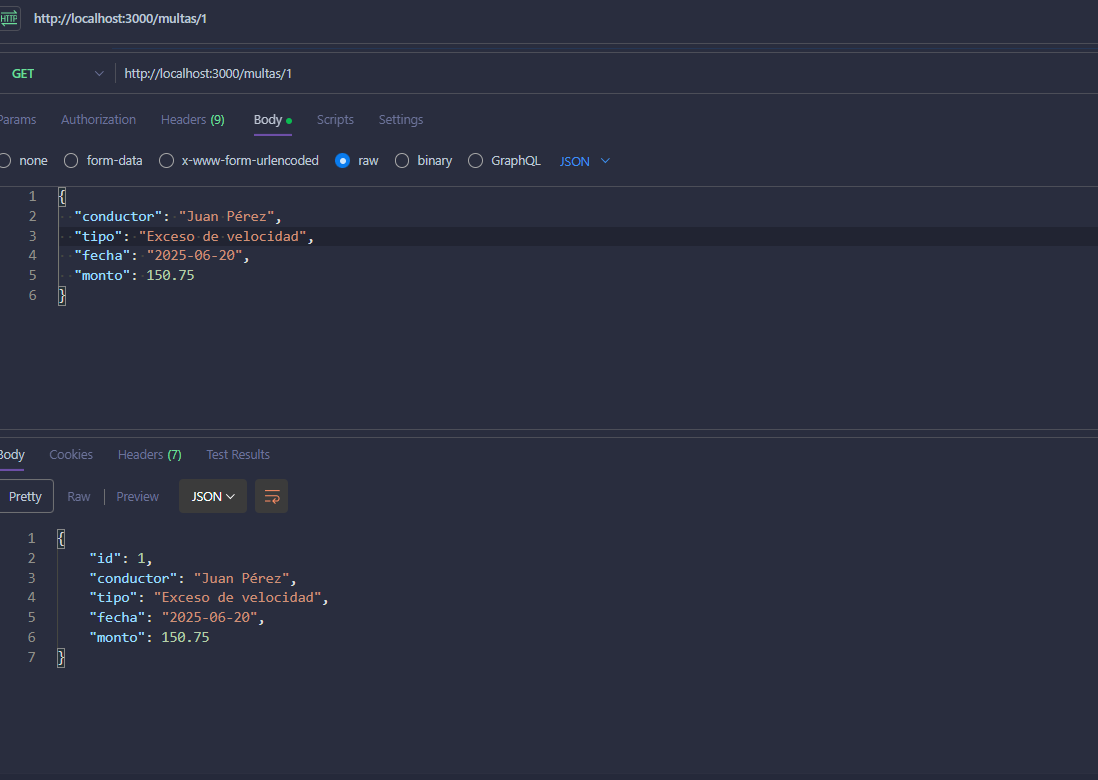 HTTP http://localhost:3000/multas/1
GET http://localhost:3000/multas/1
Params Authorization Headers (9) Body Scripts Settings
none form-data x-www-form-urlencoded raw binary GraphQL JSON
1 {
2 "conductor": "Juan Pérez",
3 "tipo": "Exceso de velocidad",
4 "fecha": "2025-06-20",
5 "monto": 150.75
6 }
Body Cookies Headers (7) Test Results
Pretty Raw Preview JSON
1 {
2 "id": 1,
3 "conductor": "Juan Pérez",
4 "tipo": "Exceso de velocidad",
5 "fecha": "2025-06-20",
6 "monto": 150.75
7 }